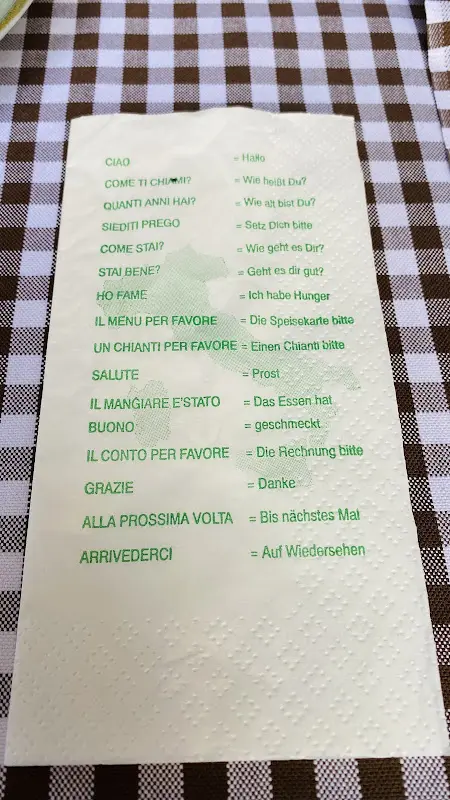 CIAO = Hallo
COME TI CHIAMI? = Wie heißt Du?
QUANTI ANNI HAI? = Wie alt bist Du?
SIEDITI PREGO = Setz Dich bitte
COME STAI? = Wie geht es Dir?
STAI BENE? = Geht es dir gut?
HO FAME = Ich habe Hunger
IL MENU PER FAVORE = Die Speisekarte bitte
UN CHIANTI PER FAVORE = Einen Chianti bitte
SALUTE = Prost
IL MANGIARE E'STATO = Das Essen hat
BUONO = geschmeckt
IL CONTO PER FAVORE = Die Rechnung bitte
GRAZIE = Danke
ALLA PROSSIMA VOLTA = Bis nächstes Mal
ARRIVEDERCI = Auf Wiedersehen